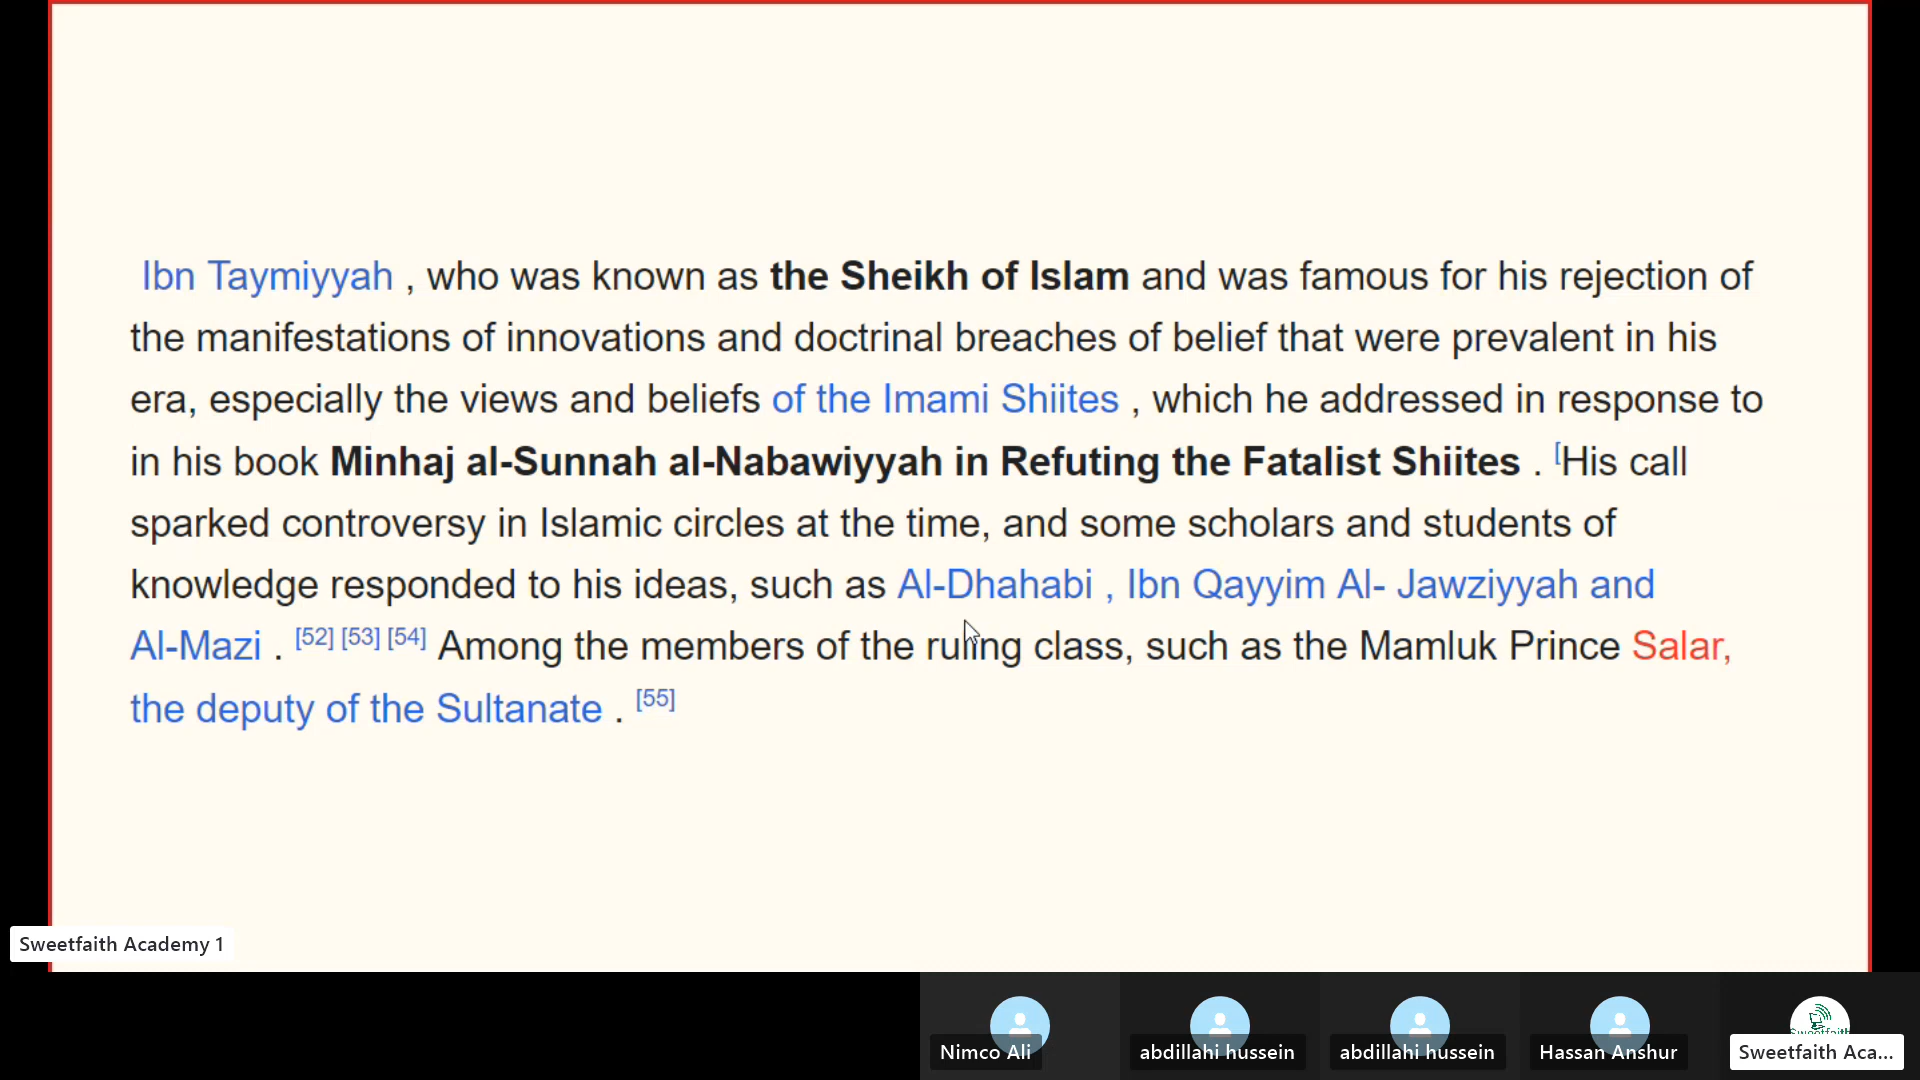 Ibn Taymiyyah , who was known as the Sheikh of Islam and was famous for his rejection of
the manifestations of innovations and doctrinal breaches of belief that were prevalent in his
era, especially the views and beliefs of the Imami Shiites , which he addressed in response to
in his book Minhaj al-Sunnah al-Nabawiyyah in Refuting the Fatalist Shiites . [His call
sparked controversy in Islamic circles at the time, and some scholars and students of
knowledge responded to his ideas, such as Al-Dhahabi , Ibn Qayyim Al- Jawziyyah and
Al-Mazi . [52] [53] [54] Among the members of the ruling class, such as the Mamluk Prince Salar,
the deputy of the Sultanate . [55]
Sweetfaith Academy 1
Nimco Ali
abdillahi hussein
abdillahi hussein
Hassan Anshur
Sweetfaith Aca...